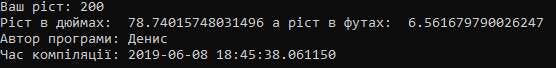 Ваш ріст: 200
Ріст в дюймах:  78.74015748031496 а ріст в футах:  6.561679790026247
Автор програми: Денис
Час компіляції: 2019-06-08 18:45:38.061150